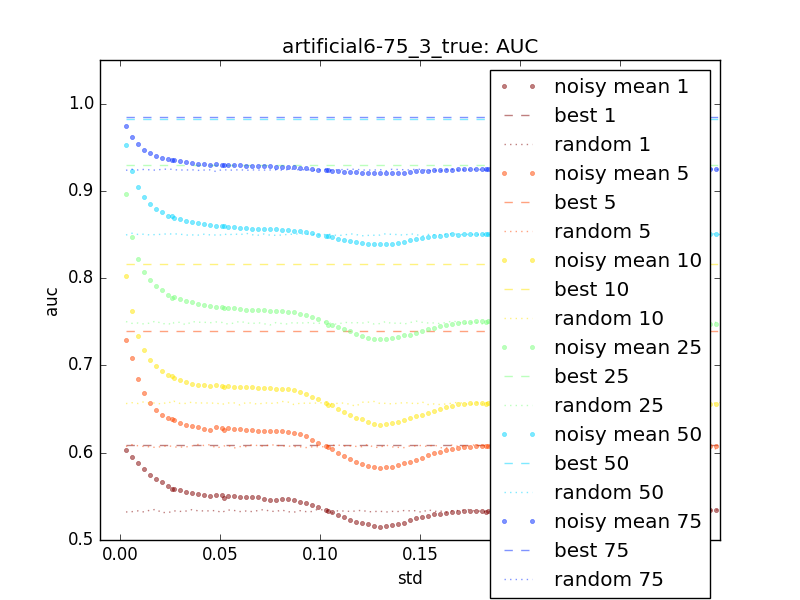 artificial6-75_3_true: AUC
1.0
0.9
0.8
0.7
0.6
0.5
auc
0.00
0.05
0.10
0.15
std
noisy mean 1
best 1
random 1
noisy mean 5
best 5
random 5
noisy mean 10
best 10
random 10
noisy mean 25
best 25
random 25
noisy mean 50
best 50
random 50
noisy mean 75
best 75
random 75